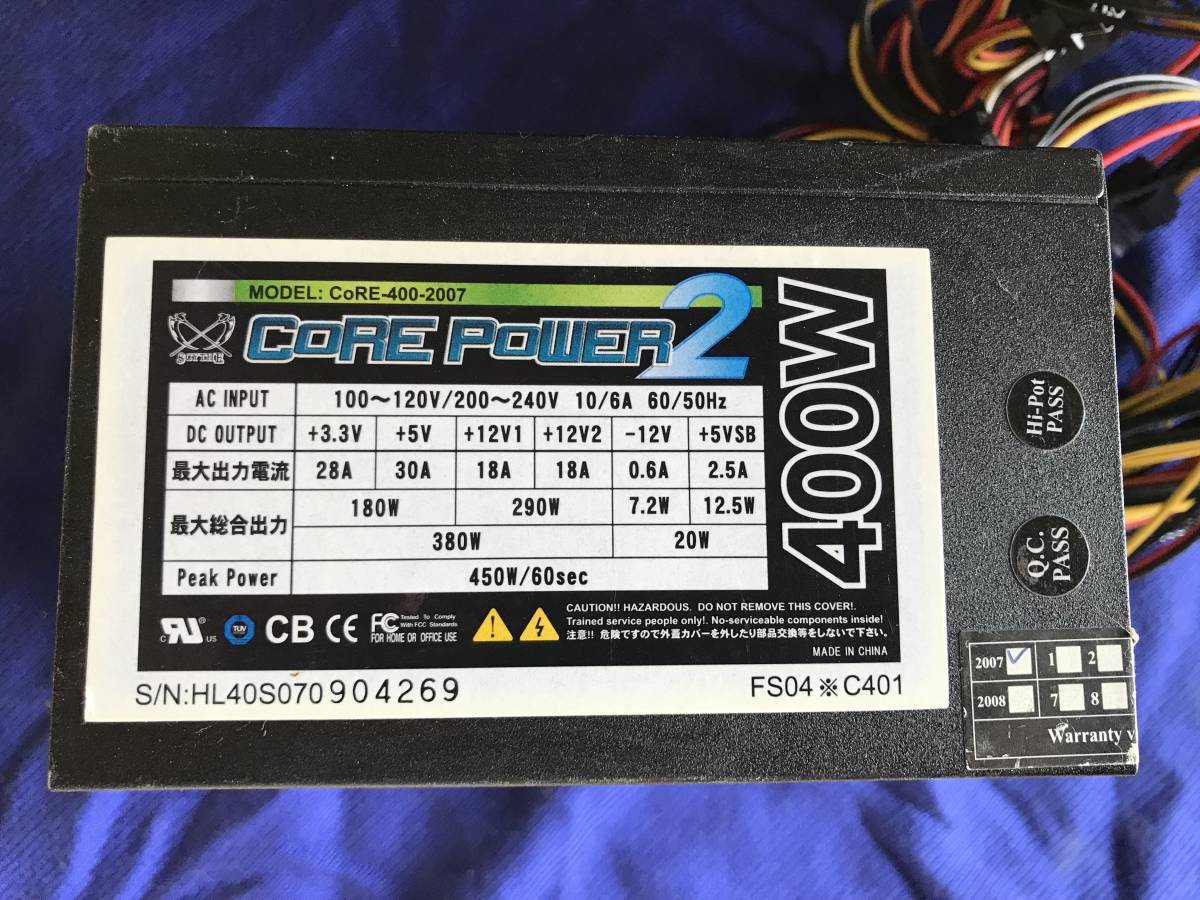 MODEL: CoRE-400-2007
SCYTHE
CoRE PoWER 2
400W
AC INPUT 100～120V/200～240V 10/6A 60/50Hz
DC OUTPUT +3.3V +5V +12V1 +12V2 -12V +5VSB
最大出力電流 28A 30A 18A 18A 0.6A 2.5A
最大総合出力 180W 290W 7.2W 12.5W
380W 20W
Peak Power 450W/60sec
c RU us TUV CB CE FC Tested To Comply With FCC Standards FOR HOME OR OFFICE USE
CAUTION!! HAZARDOUS. DO NOT REMOVE THIS COVER!.
Trained service people only!. No-serviceable components inside!
注意!! 危険ですので外蓋カバーを外したり部品交換等をしないで下さい。
MADE IN CHINA
S/N:HL40S070904269
FS04※C401
Hi-Pot PASS
Q.C. PASS
2007 1 2
2008 7 8
Warranty v